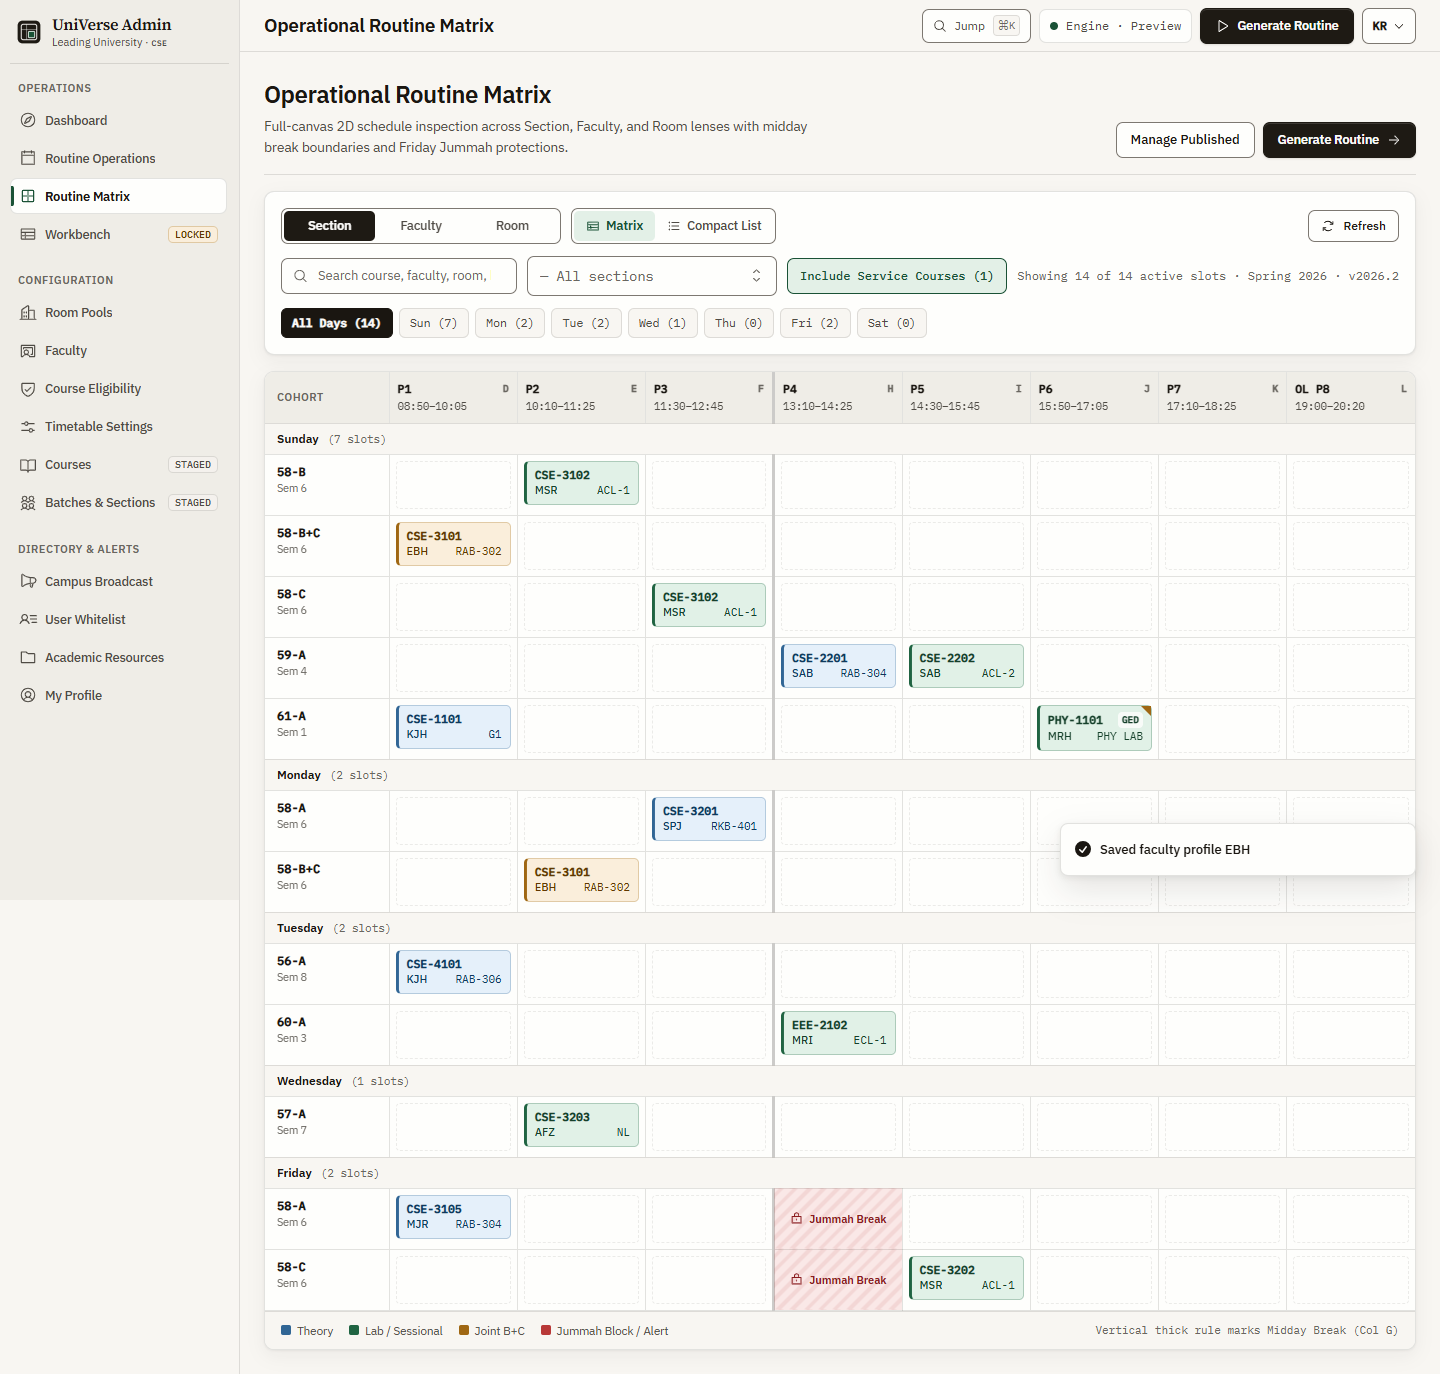 UniVerse Admin
Leading University · CSE
OPERATIONS
Dashboard
Routine Operations
Routine Matrix
Workbench LOCKED
CONFIGURATION
Room Pools
Faculty
Course Eligibility
Timetable Settings
Courses STAGED
Batches & Sections STAGED
DIRECTORY & ALERTS
Campus Broadcast
User Whitelist
Academic Resources
My Profile
Operational Routine Matrix
Jump ⌘K
Engine · Preview
Generate Routine
KR
Operational Routine Matrix
Full-canvas 2D schedule inspection across Section, Faculty, and Room lenses with midday
break boundaries and Friday Jummah protections.
Manage Published
Generate Routine →
Section Faculty Room
Matrix Compact List
Refresh
Search course, faculty, room,
— All sections
Include Service Courses (1)
Showing 14 of 14 active slots · Spring 2026 · v2026.2
All Days (14) Sun (7) Mon (2) Tue (2) Wed (1) Thu (0) Fri (2) Sat (0)
COHORT
P1 D
08:50–10:05
P2 E
10:10–11:25
P3 F
11:30–12:45
P4 H
13:10–14:25
P5 I
14:30–15:45
P6 J
15:50–17:05
P7 K
17:10–18:25
OL P8 L
19:00–20:20
Sunday (7 slots)
58-B
Sem 6
CSE-3102
MSR ACL-1
58-B+C
Sem 6
CSE-3101
EBH RAB-302
58-C
Sem 6
CSE-3102
MSR ACL-1
59-A
Sem 4
CSE-2201
SAB RAB-304
CSE-2202
SAB ACL-2
61-A
Sem 1
CSE-1101
KJH G1
PHY-1101 GED
MRH PHY LAB
Monday (2 slots)
58-A
Sem 6
CSE-3201
SPJ RKB-401
58-B+C
Sem 6
CSE-3101
EBH RAB-302
Saved faculty profile EBH
Tuesday (2 slots)
56-A
Sem 8
CSE-4101
KJH RAB-306
60-A
Sem 3
EEE-2102
MRI ECL-1
Wednesday (1 slots)
57-A
Sem 7
CSE-3203
AFZ NL
Friday (2 slots)
58-A
Sem 6
CSE-3105
MJR RAB-304
Jummah Break
58-C
Sem 6
Jummah Break
CSE-3202
MSR ACL-1
Theory Lab / Sessional Joint B+C Jummah Block / Alert
Vertical thick rule marks Midday Break (Col G)